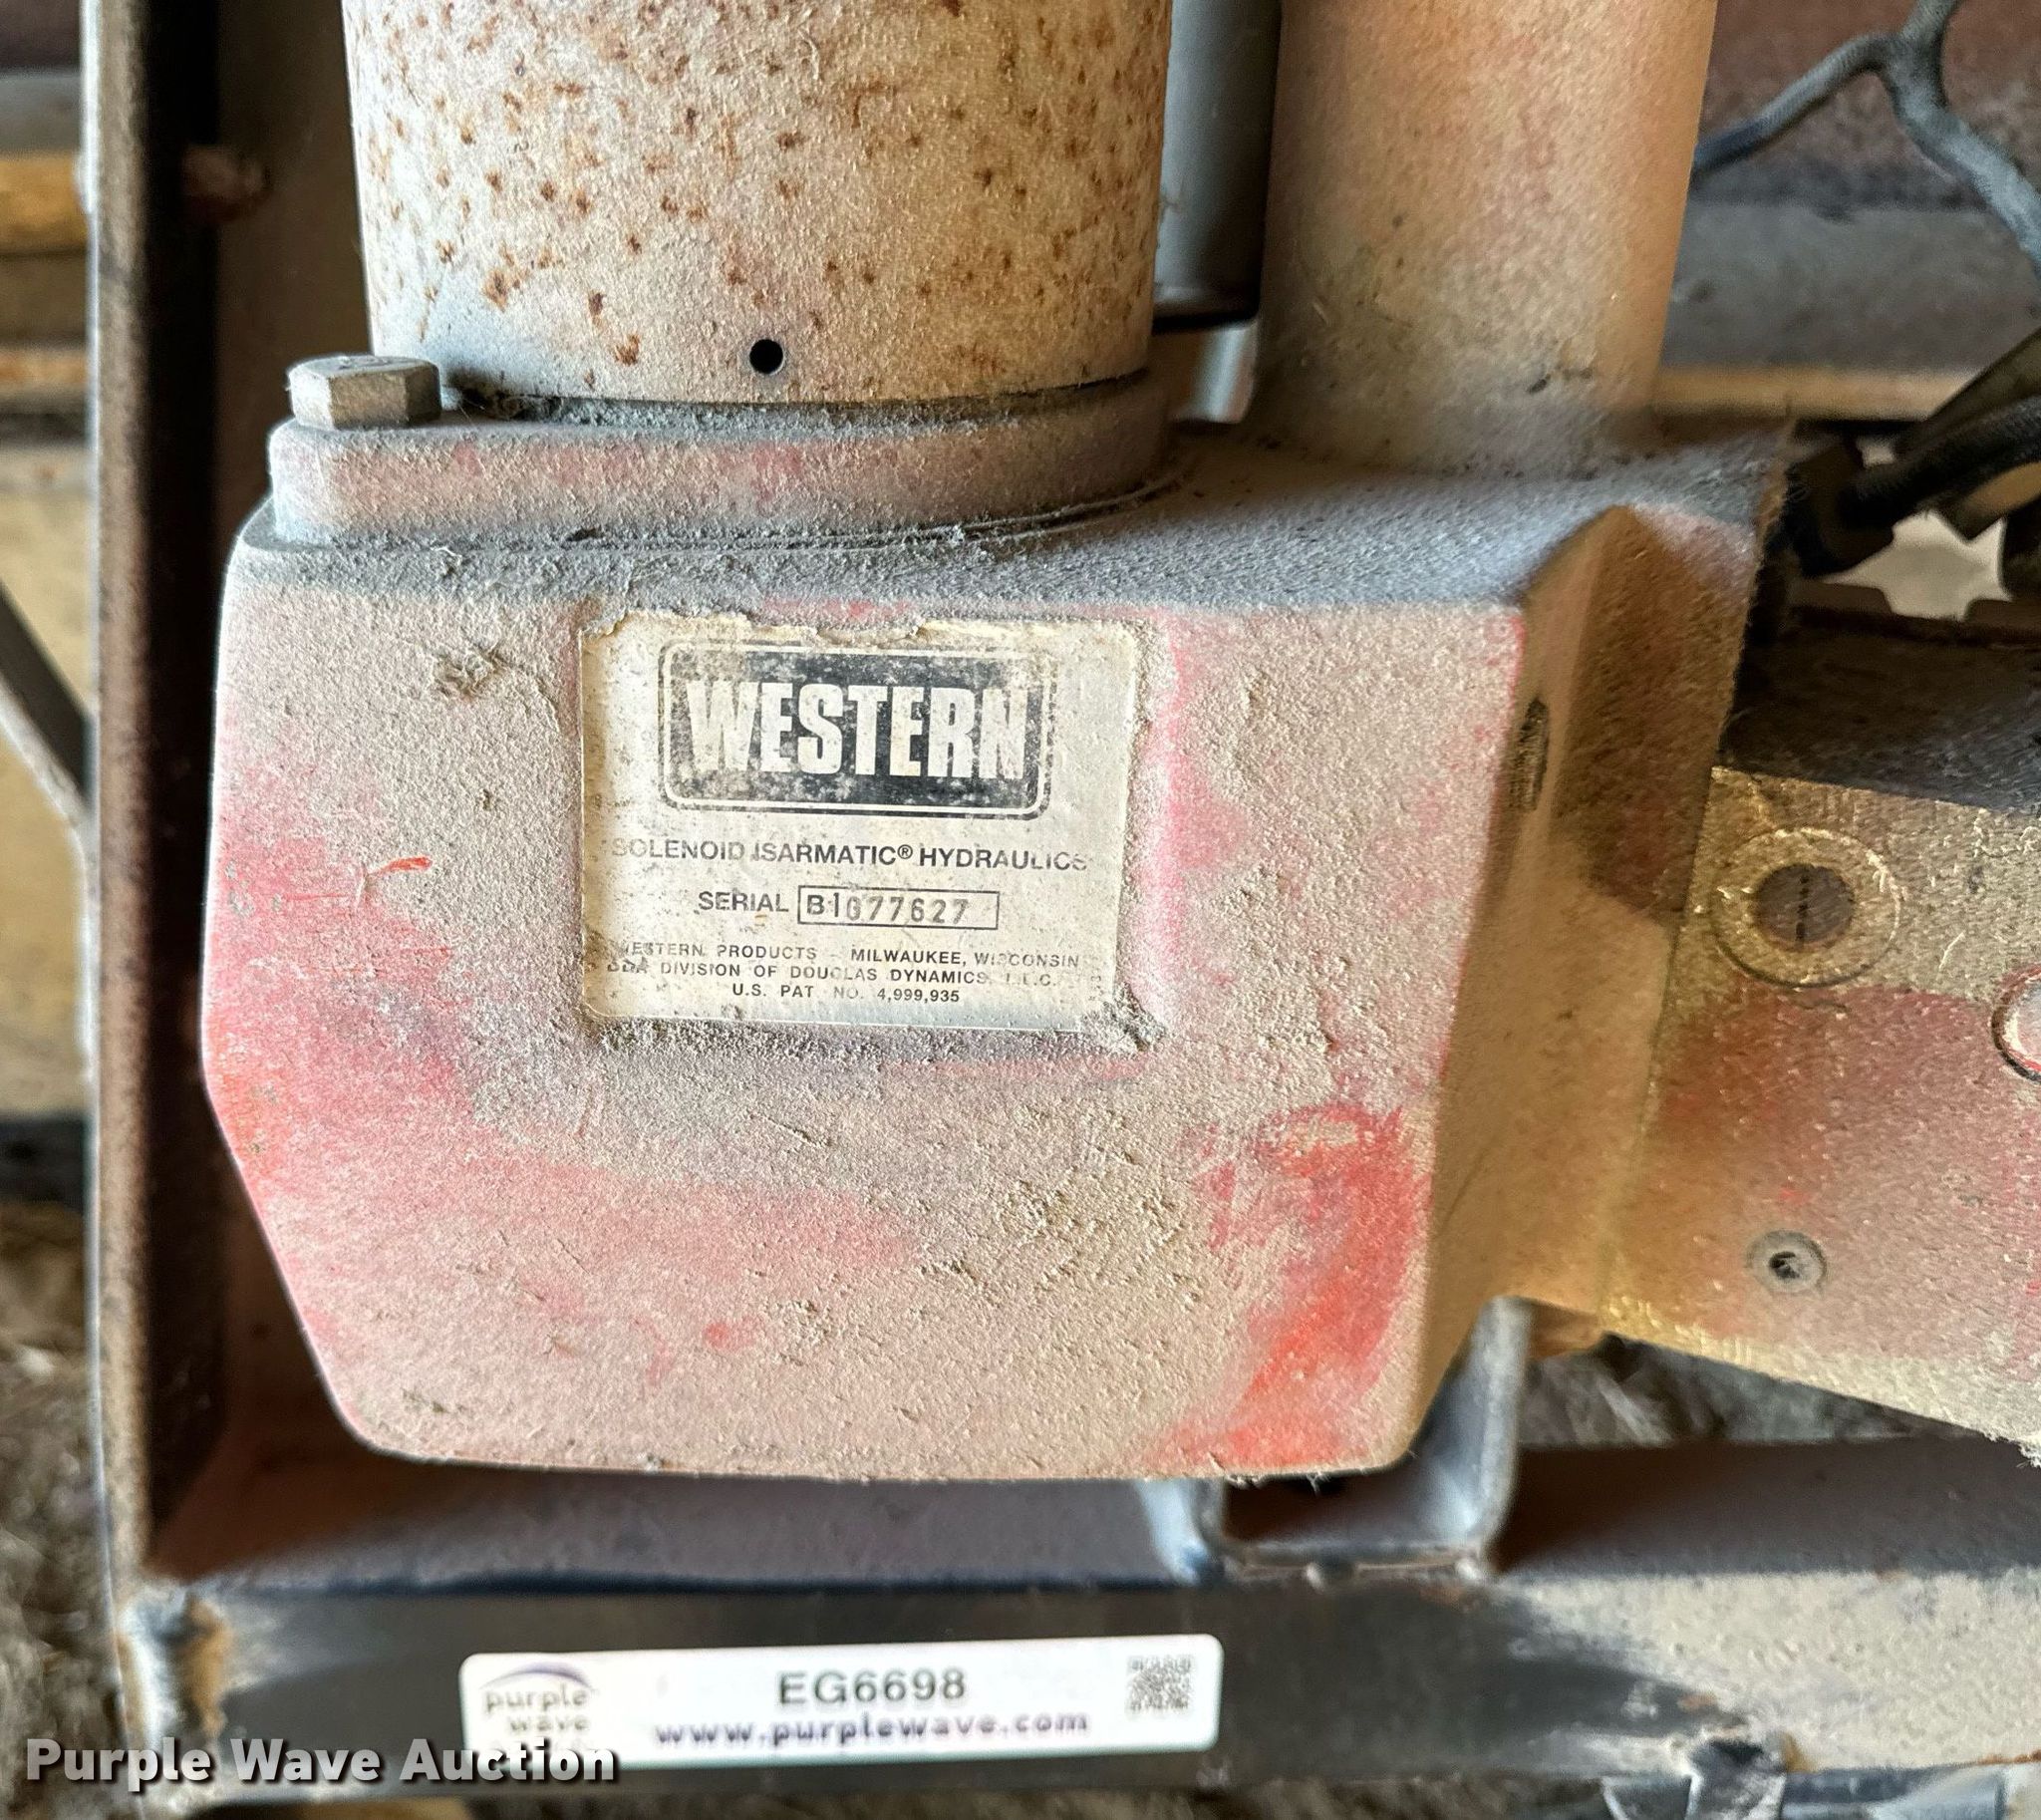 WESTERN
SOLENOID ISARMATIC® HYDRAULICS
SERIAL B1077627
WESTERN PRODUCTS - MILWAUKEE, WISCONSIN
A DIVISION OF DOUGLAS DYNAMICS L.L.C.
U.S. PAT NO. 4,999,935
purple
wave
EG6698
www.purplewave.com
Purple Wave Auction